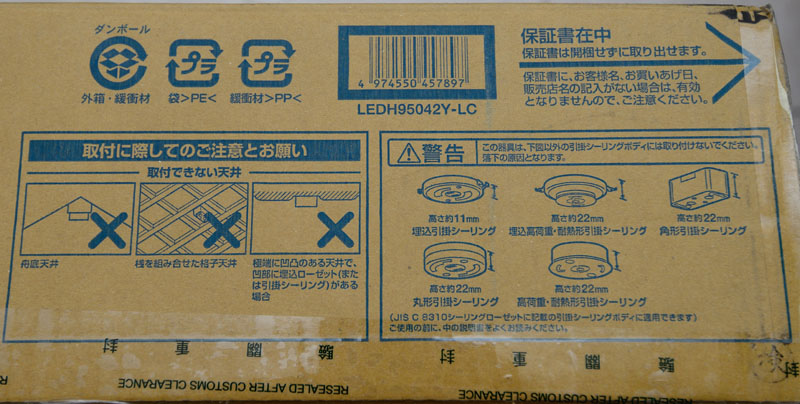 ダンボール
外箱・緩衝材
プラ
袋>PE<
プラ
緩衝材>PP<
4 974550 457897
LEDH95042Y-LC
保証書在中
保証書は開梱せずに取り出せます。
保証書に、お客様名、お買いあげ日、
販売店名の記入がない場合は、有効
となりませんので、ご注意ください。
取付に際してのご注意とお願い
取付できない天井
舟底天井
桟を組み合せた格子天井
極端に凹凸のある天井で、
凹部に埋込ローゼット(また
は引掛シーリング)がある
場合
警告
この器具は、下図以外の引掛シーリングボディには取り付けないでください。
落下の原因となります。
高さ約11mm
埋込引掛シーリング
高さ約22mm
埋込高荷重・耐熱形引掛シーリング
高さ約22mm
角形引掛シーリング
高さ約22mm
丸形引掛シーリング
高さ約22mm
高荷重・耐熱形引掛シーリング
(JIS C 8310シーリングローゼットに記載の引掛シーリングボディに適用できます)
ご使用の前に、中の説明書をよくお読みください。
驗 關 重 封
驗 關 重 封
RESEALED AFTER CUSTOMS CLEARANCE
RESEALED AFTER CUSTOMS CLEARANCE